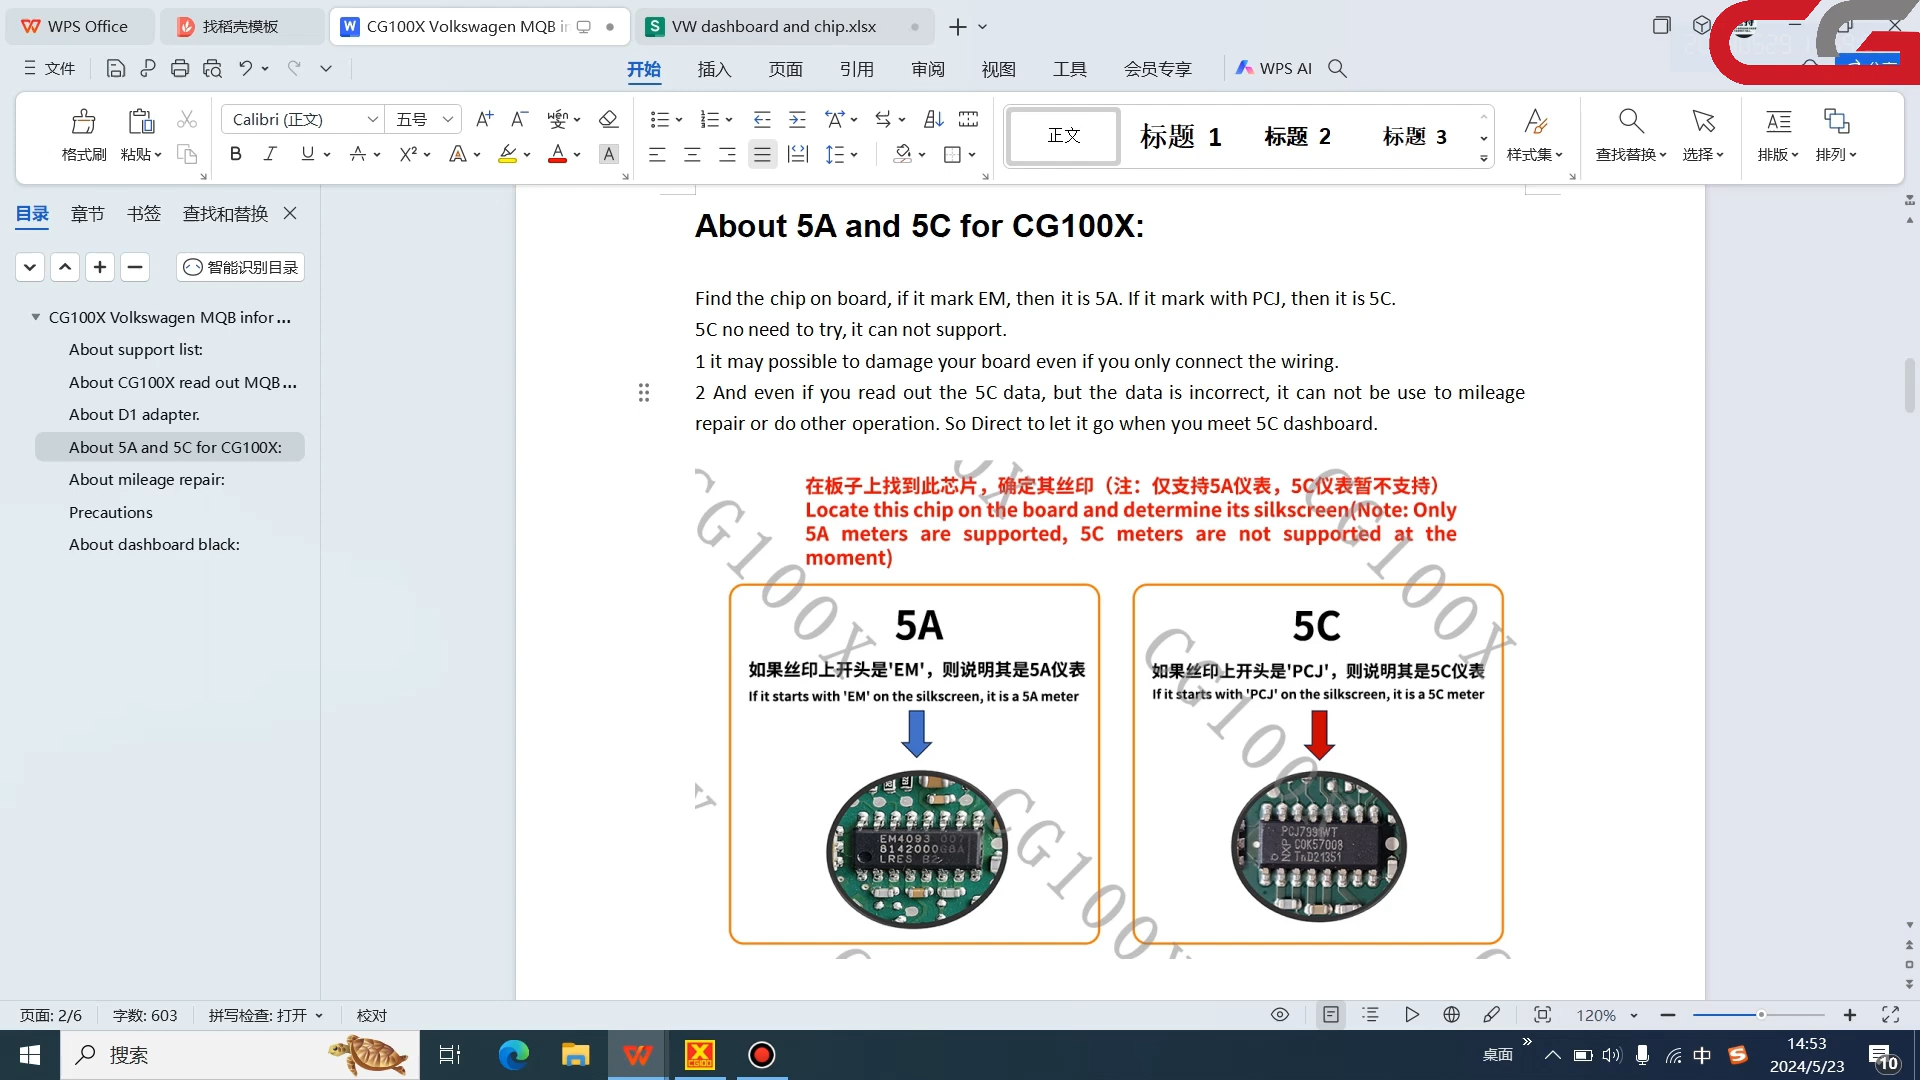 WPS Office
找稻壳模板
CG100X Volkswagen MQB in
VW dashboard and chip.xlsx
文件
开始
插入
页面
引用
审阅
视图
工具
会员专享
WPS AI
格式刷
粘贴
Calibri (正文)
五号
正文
标题 1
标题 2
标题 3
样式集
查找替换
选择
排版
排列
目录
章节
书签
查找和替换
智能识别目录
CG100X Volkswagen MQB infor...
About support list:
About CG100X read out MQB...
About D1 adapter.
About 5A and 5C for CG100X:
About mileage repair:
Precautions
About dashboard black:
About 5A and 5C for CG100X:
Find the chip on board, if it mark EM, then it is 5A. If it mark with PCJ, then it is 5C.
5C no need to try, it can not support.
1 it may possible to damage your board even if you only connect the wiring.
2 And even if you read out the 5C data, but the data is incorrect, it can not be use to mileage
repair or do other operation. So Direct to let it go when you meet 5C dashboard.
在板子上找到此芯片，确定其丝印（注：仅支持5A仪表，5C仪表暂不支持）
Locate this chip on the board and determine its silkscreen(Note: Only
5A meters are supported, 5C meters are not supported at the
moment)
5A
如果丝印上开头是'EM'，则说明其是5A仪表
If it starts with 'EM' on the silkscreen, it is a 5A meter
EM4093 007
8142000G8A
LRES B2
5C
如果丝印上开头是'PCJ'，则说明其是5C仪表
If it starts with 'PCJ' on the silkscreen, it is a 5C meter
PCJ7991WT
COK57008
TnD21351
NXP
CG100X
CG100X
CG100X
CG100X
页面: 2/6
字数: 603
拼写检查: 打开
校对
120%
搜索
桌面
中
14:53
2024/5/23
10